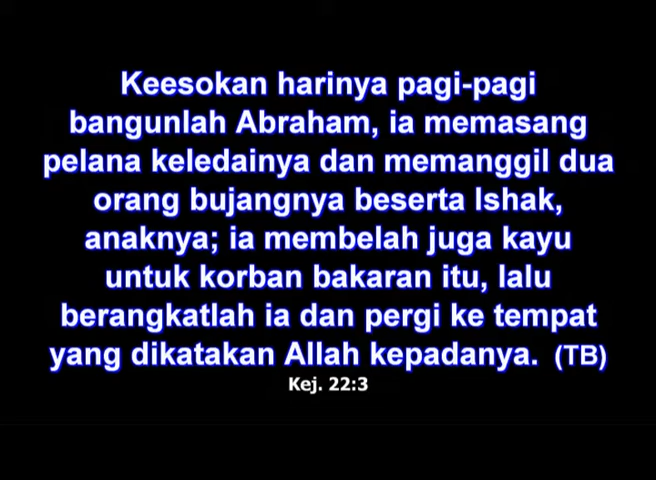 Keesokan harinya pagi-pagi
bangunlah Abraham, ia memasang
pelana keledainya dan memanggil dua
orang bujangnya beserta Ishak,
anaknya; ia membelah juga kayu
untuk korban bakaran itu, lalu
berangkatlah ia dan pergi ke tempat
yang dikatakan Allah kepadanya. (TB)
Kej. 22:3